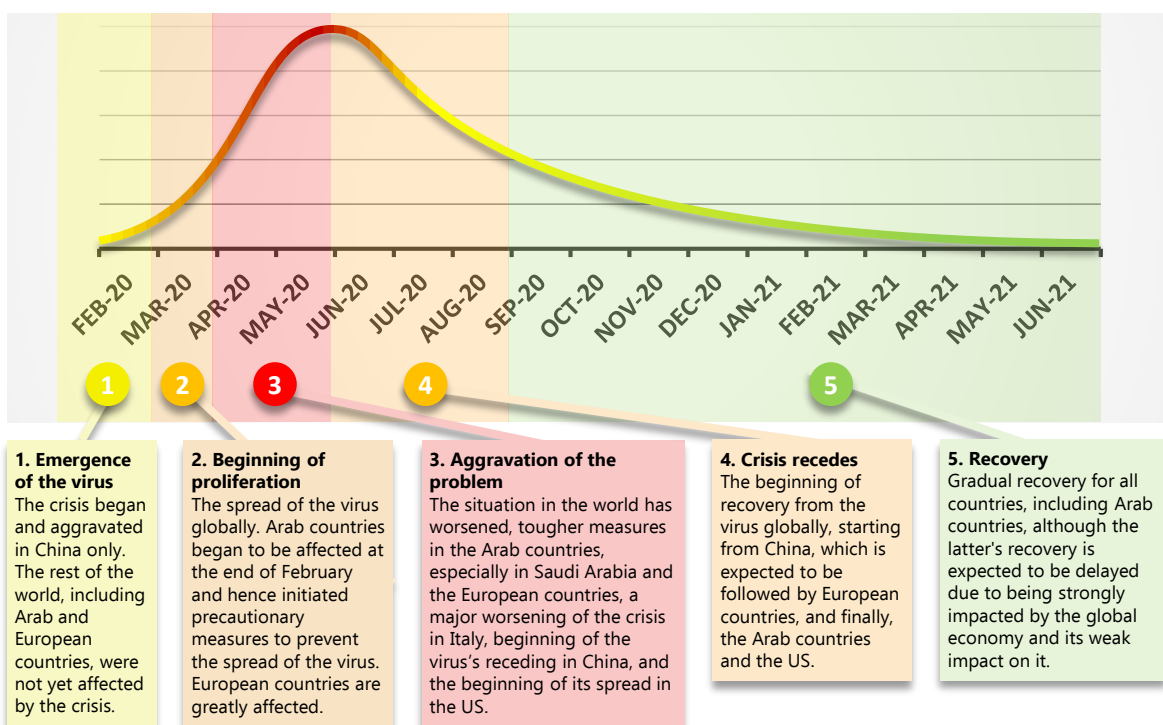 FEB-20
MAR-20
APR-20
MAY-20
JUN-20
JUL-20
AUG-20
SEP-20
OCT-20
NOV-20
DEC-20
JAN-21
FEB-21
MAR-21
APR-21
MAY-21
JUN-21
1
2
3
4
5
1. Emergence
of the virus
The crisis began
and aggravated
in China only.
The rest of the
world, including
Arab and
European
countries, were
not yet affected
by the crisis.
2. Beginning of
proliferation
The spread of the virus
globally. Arab countries
began to be affected at
the end of February
and hence initiated
precautionary
measures to prevent
the spread of the virus.
European countries are
greatly affected.
3. Aggravation of the
problem
The situation in the world has
worsened, tougher measures
in the Arab countries,
especially in Saudi Arabia and
the European countries, a
major worsening of the crisis
in Italy, beginning of the
virus's receding in China, and
the beginning of its spread in
the US.
4. Crisis recedes
The beginning of
recovery from the
virus globally, starting
from China, which is
expected to be
followed by European
countries, and finally,
the Arab countries
and the US.
5. Recovery
Gradual recovery for all
countries, including Arab
countries, although the
latter's recovery is
expected to be delayed
due to being strongly
impacted by the global
economy and its weak
impact on it.